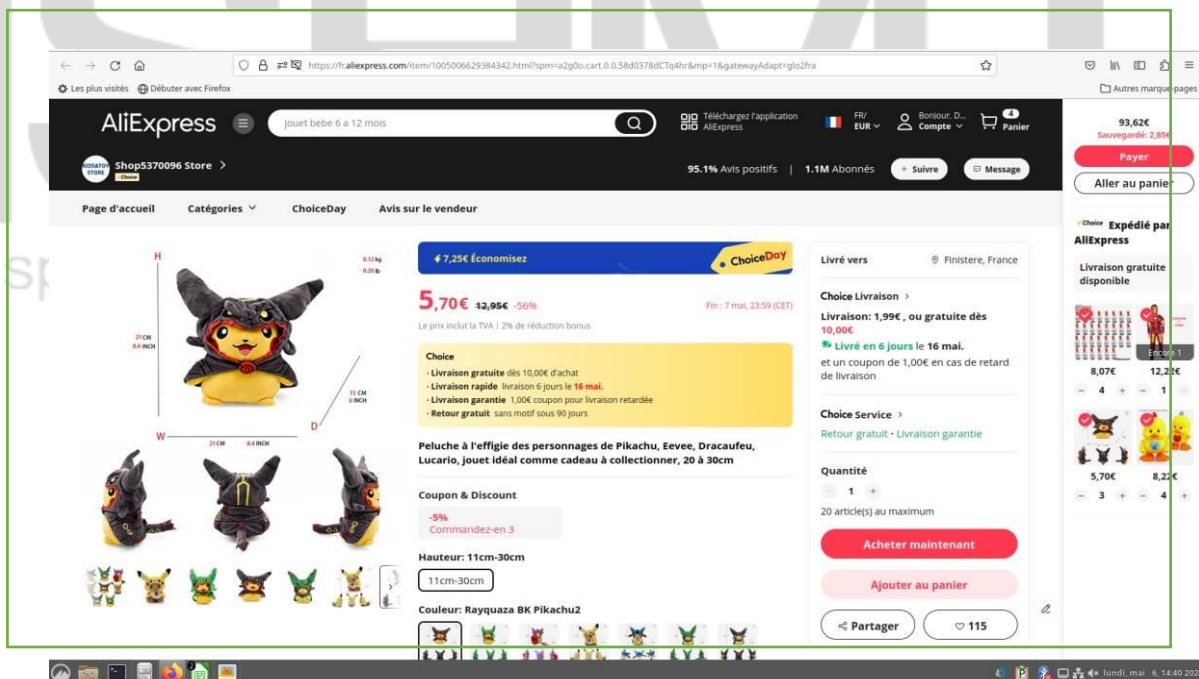 https://fr.aliexpress.com/item/1005006629384342.html?spm=a2g0o.cart.0.0.58d0378dCTq4hr&mp=1&gatewayAdapt=glo2fra
Les plus visités Débuter avec Firefox Autres marque-pages
AliExpress
jouet bebe 6 a 12 mois
Téléchargez l'application
AliExpress
FR/
EUR
Bonjour, D...
Compte
4
Panier
KIDSATOY
STORE
Shop5370096 Store >
Choice
95.1% Avis positifs | 1.1M Abonnés + Suivre Message
Page d'accueil Catégories ChoiceDay Avis sur le vendeur
H
0.12 kg
0.26 lb
21 CM
8.4 INCH
D
W
21 CM 8.4 INCH
7,25€ Économisez
ChoiceDay
5,70€ 12,95€ -56%
Fin : 7 mai, 23:59 (CET)
Le prix inclut la TVA | 2% de réduction bonus
Choice
· Livraison gratuite dès 10,00€ d'achat
· Livraison rapide livraison 6 jours le 16 mai.
· Livraison garantie 1,00€ coupon pour livraison retardée
· Retour gratuit sans motif sous 90 jours
Peluche à l'effigie des personnages de Pikachu, Eevee, Dracaufeu,
Lucario, jouet idéal comme cadeau à collectionner, 20 à 30cm
Coupon & Discount
-5%
Commandez-en 3
Hauteur: 11cm-30cm
11cm-30cm
Couleur: Rayquaza BK Pikachu2
Livré vers Finistere, France
Choice Livraison >
Livraison: 1,99€ , ou gratuite dès
10,00€
Livré en 6 jours le 16 mai.
et un coupon de 1,00€ en cas de retard
de livraison
Choice Service >
Retour gratuit · Livraison garantie
Quantité
- 1 +
20 article(s) au maximum
Acheter maintenant
Ajouter au panier
Partager
115
93,62€
Sauvegardé: 2,85€
Payer
Aller au panier
Choice Expédié par
AliExpress
Livraison gratuite
disponible
Encore 1
8,07€ 12,22€
- 4 + - 1
5,70€ 8,22€
- 3 + - 4 +
lundi, mai 6, 14:40 202